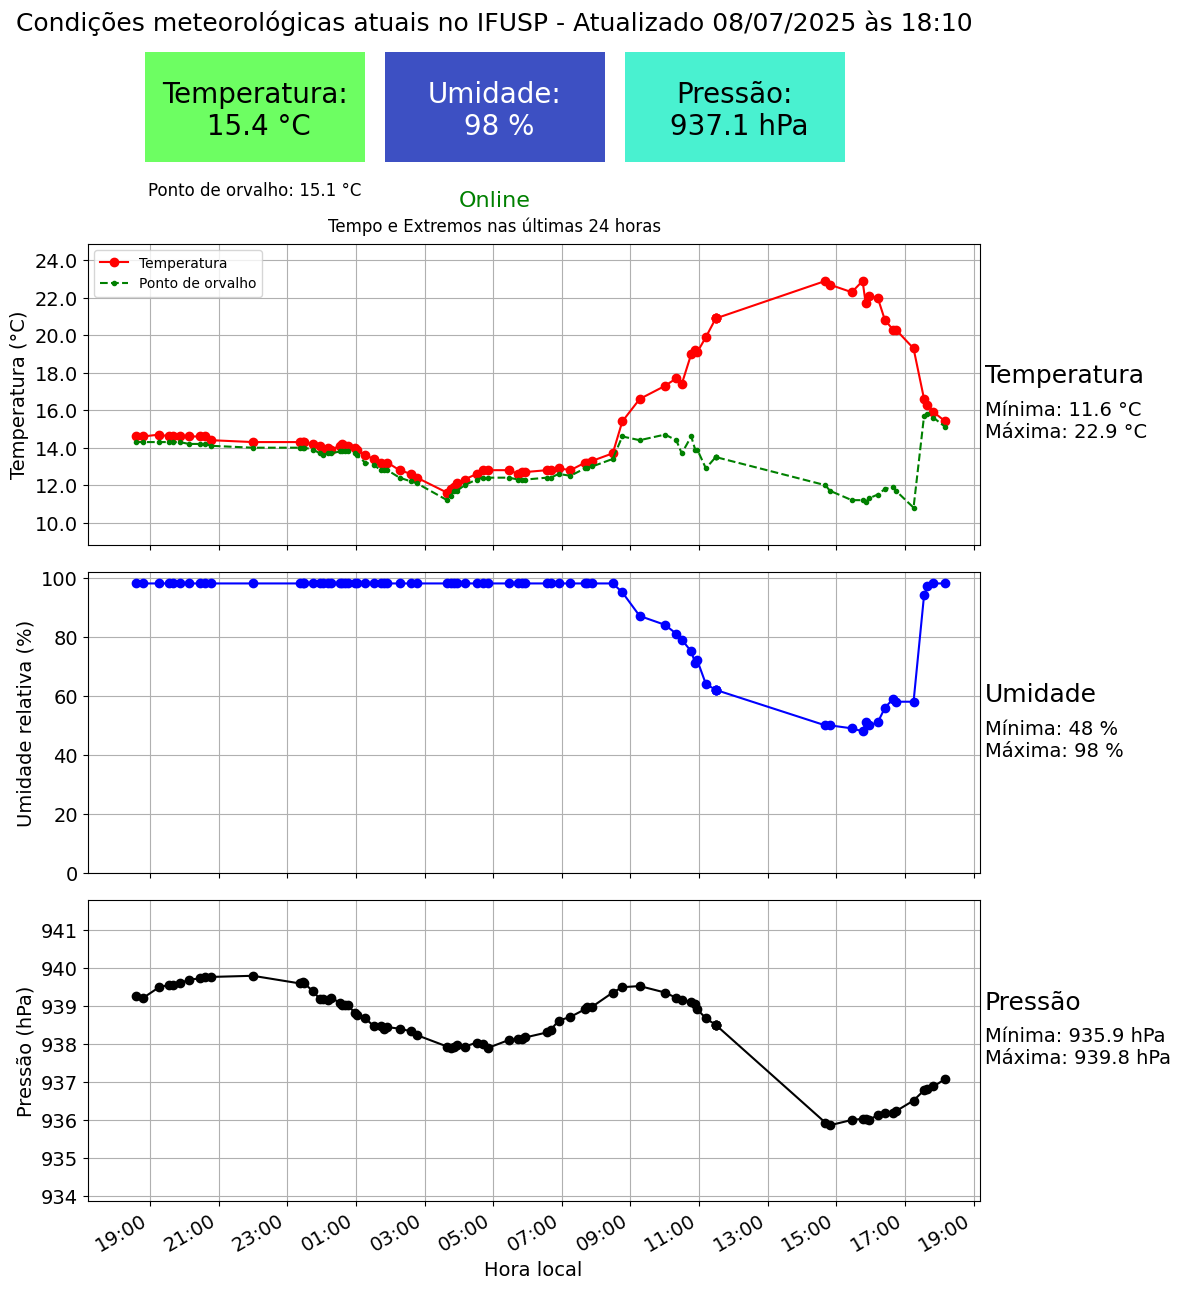 Condições meteorológicas atuais no IFUSP - Atualizado 08/07/2025 às 18:10
Temperatura:
15.4 °C
Umidade:
98 %
Pressão:
937.1 hPa
Ponto de orvalho: 15.1 °C
Online
Tempo e Extremos nas últimas 24 horas
Temperatura (°C)
24.0
22.0
20.0
18.0
16.0
14.0
12.0
10.0
Temperatura
Ponto de orvalho
Temperatura
Mínima: 11.6 °C
Máxima: 22.9 °C
Umidade relativa (%)
100
80
60
40
20
0
Umidade
Mínima: 48 %
Máxima: 98 %
Pressão (hPa)
941
940
939
938
937
936
935
934
Pressão
Mínima: 935.9 hPa
Máxima: 939.8 hPa
19:00 21:00 23:00 01:00 03:00 05:00 07:00 09:00 11:00 13:00 15:00 17:00 19:00
Hora local